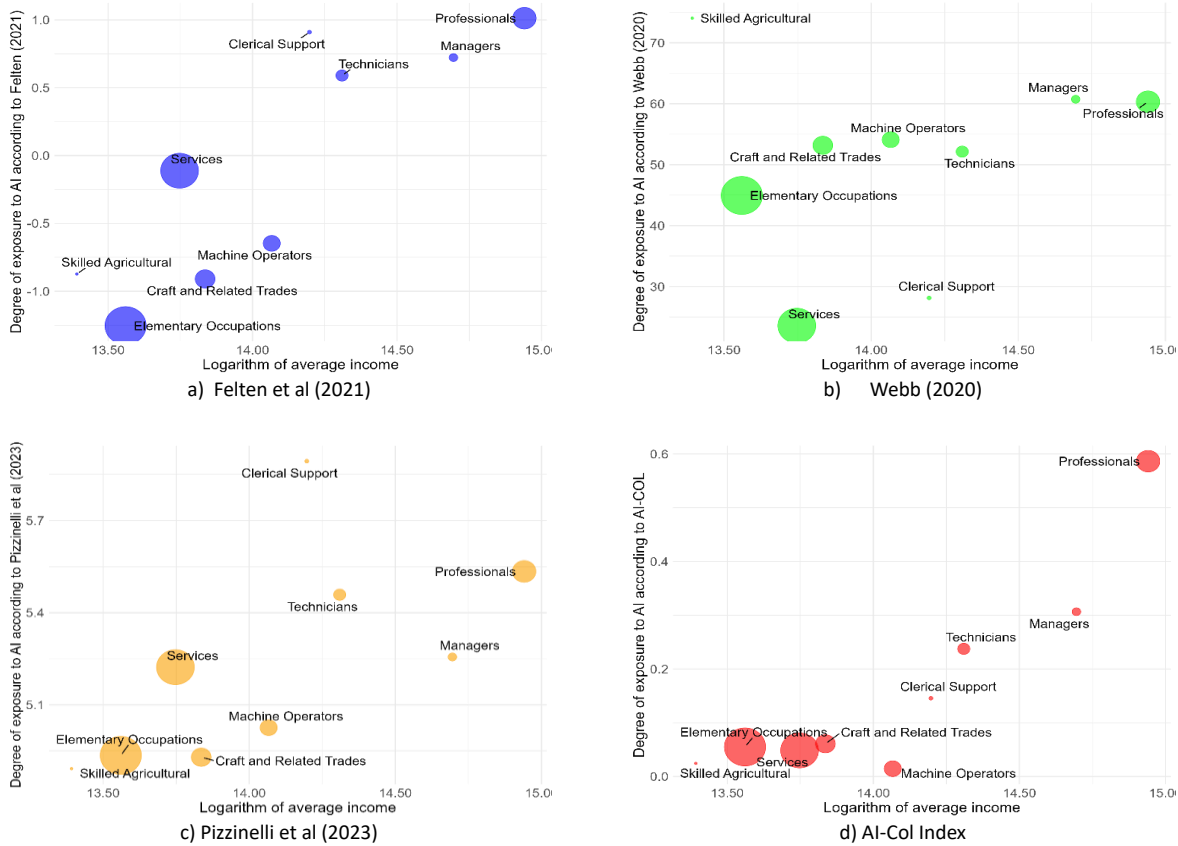 Degree of exposure to AI according to Felten (2021)
1.0
0.5
0.0
-0.5
-1.0
Professionals
Clerical Support
Managers
Technicians
Services
Machine Operators
Skilled Agricultural
Craft and Related Trades
Elementary Occupations
13.50 14.00 14.50 15.0
Logarithm of average income
a) Felten et al (2021)
Degree of exposure to AI according to Webb (2020)
70
60
50
40
30
Skilled Agricultural
Managers
Professionals
Machine Operators
Craft and Related Trades
Technicians
Elementary Occupations
Clerical Support
Services
13.50 14.00 14.50 15.0
Logarithm of average income
b) Webb (2020)
Degree of exposure to AI according to Pizzinelli et al (2023)
5.7
5.4
5.1
Clerical Support
Professionals
Technicians
Managers
Services
Machine Operators
Elementary Occupations
Craft and Related Trades
Skilled Agricultural
13.50 14.00 14.50 15.0
Logarithm of average income
c) Pizzinelli et al (2023)
Degree of exposure to AI according to AI-COL
0.6
0.4
0.2
0.0
Professionals
Managers
Technicians
Clerical Support
Elementary Occupations
Craft and Related Trades
Services
Skilled Agricultural
Machine Operators
13.50 14.00 14.50 15.0
Logarithm of average income
d) AI-Col Index